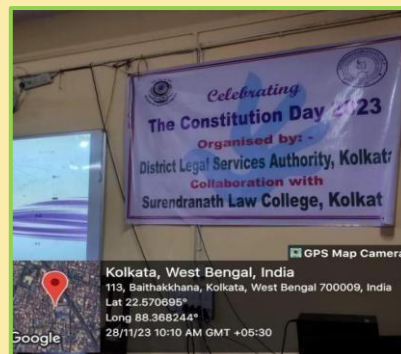 Celebrating
The Constitution Day 2023
Organised by: -
District Legal Services Authority, Kolkata
Collaboration with
Surendranath Law College, Kolkat
GPS Map Camera
Kolkata, West Bengal, India
113, Baithakkhana, Kolkata, West Bengal 700009, India
Lat 22.570695°
Long 88.368244°
28/11/23 10:10 AM GMT +05:30
Google